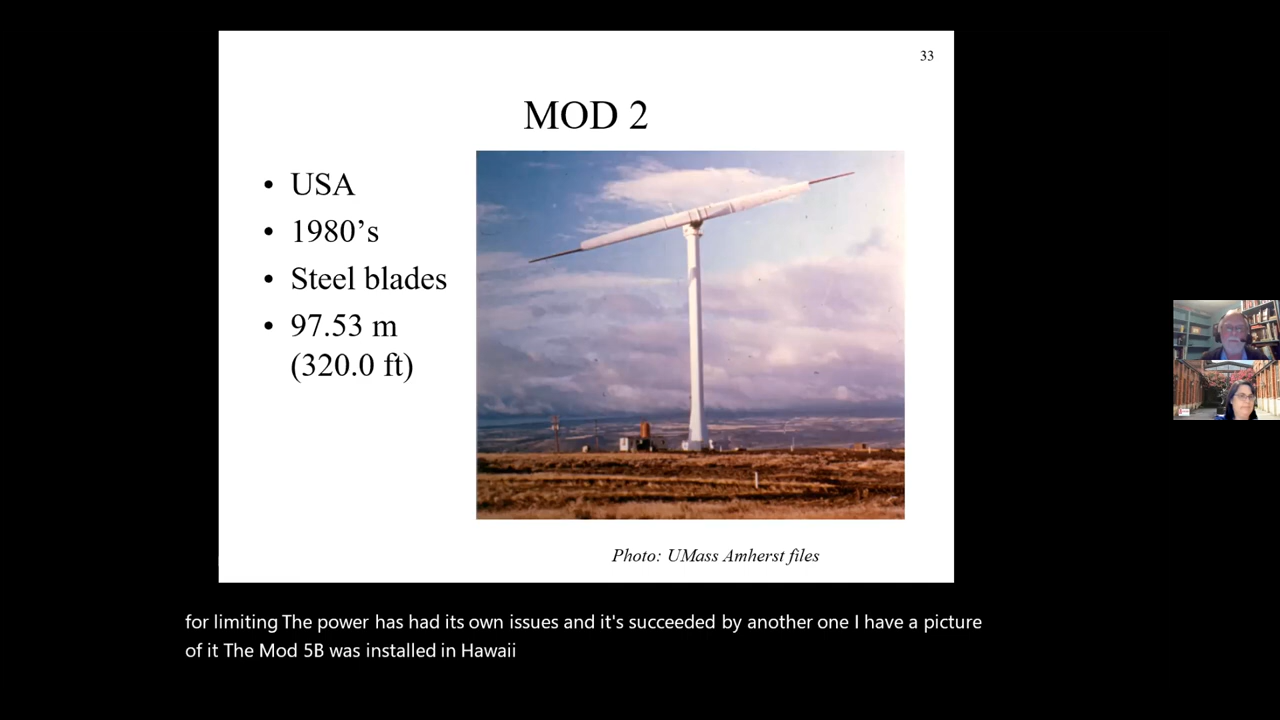 33
MOD 2
• USA
• 1980’s
• Steel blades
• 97.53 m
(320.0 ft)
Photo: UMass Amherst files
for limiting The power has had its own issues and it's succeeded by another one I have a picture
of it The Mod 5B was installed in Hawaii